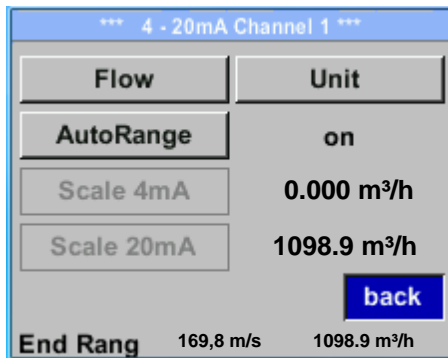 *** 4 - 20mA Channel 1 ***
Flow Unit
AutoRange on
Scale 4mA 0.000 m³/h
Scale 20mA 1098.9 m³/h
back
End Rang 169,8 m/s 1098.9 m³/h